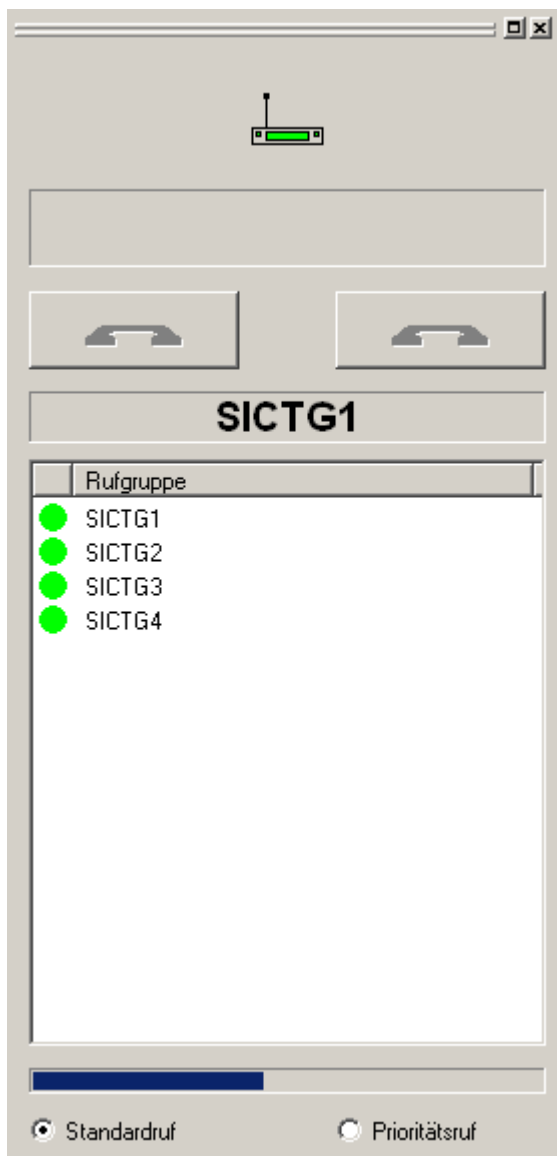 SICTG1
Rufgruppe
SICTG1
SICTG2
SICTG3
SICTG4
Standardruf Prioritätsruf